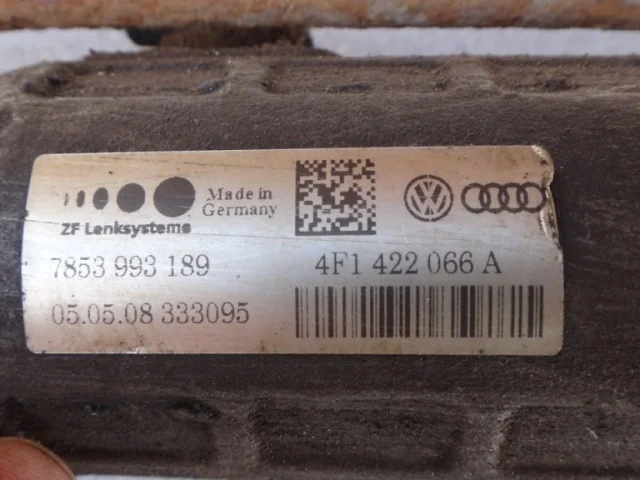 Made in
Germany
ZF Lenksysteme
7853 993 189
4F1 422 066 A
05.05.08 333095